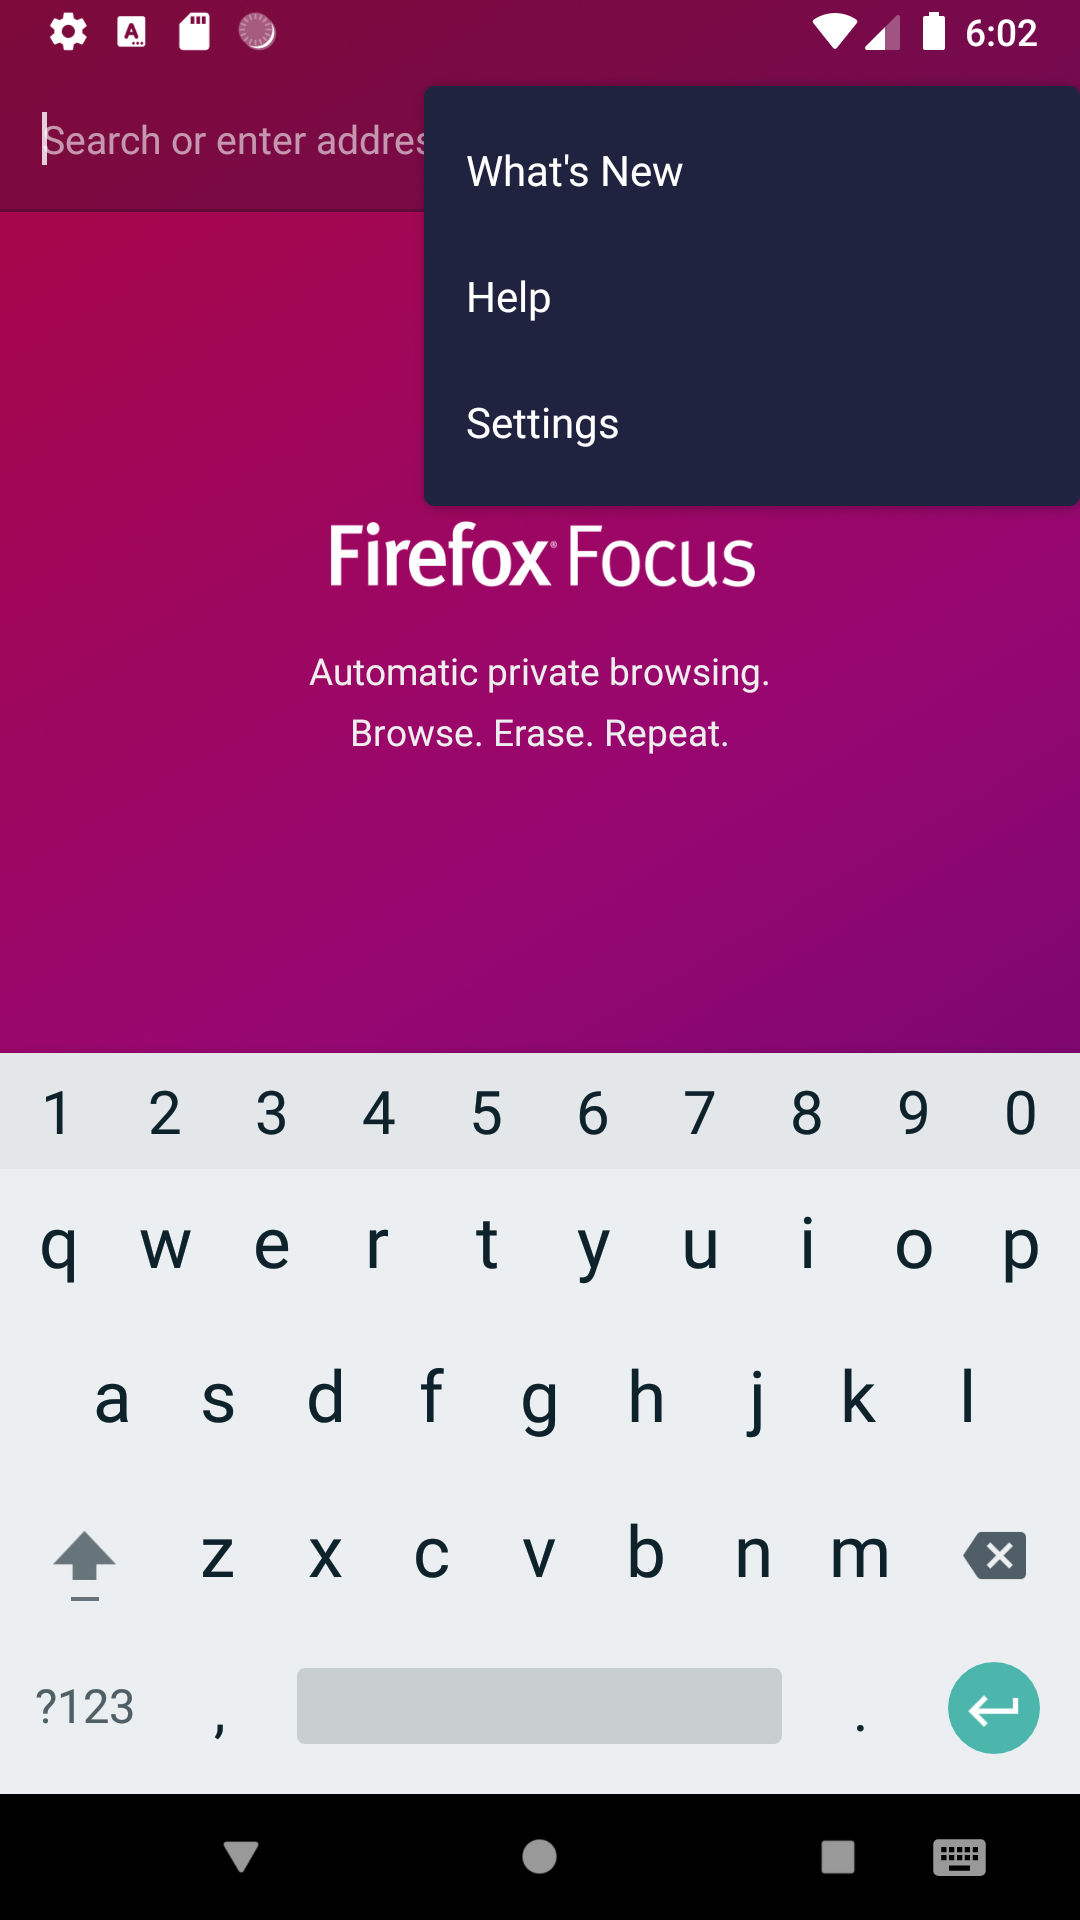 6:02
Search or enter addres
What's New
Help
Settings
Firefox Focus
Automatic private browsing.
Browse. Erase. Repeat.
1 2 3 4 5 6 7 8 9 0
q w e r t y u i o p
a s d f g h j k l
z x c v b n m
?123 , .